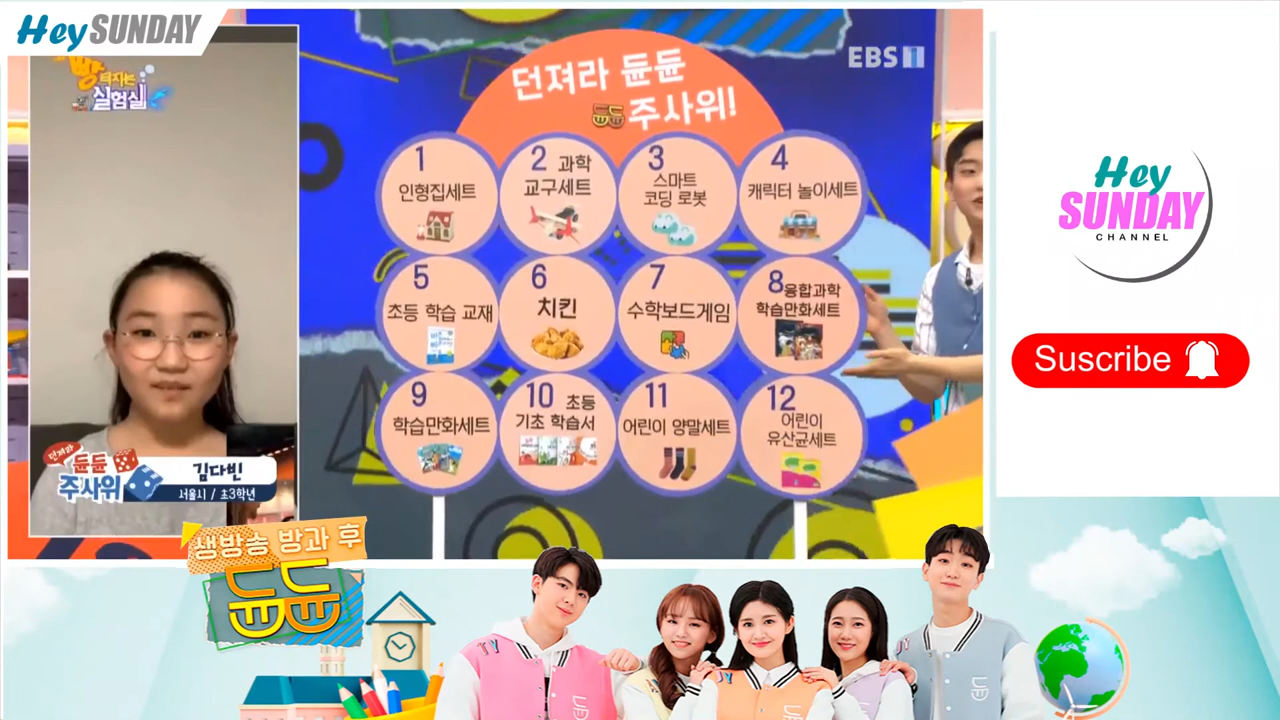 Hey SUNDAY
빵
터지는
실험실
EBS 1
던져라 듄듄
듄듄 주사위!
1
인형집세트
2 과학
교구세트
3
스마트
코딩 로봇
4
캐릭터 놀이세트
5
초등 학습 교재
6
치킨
7
수학보드게임
8 융합과학
학습만화세트
9
학습만화세트
10 초등
기초 학습서
11
어린이 양말세트
12
어린이
유산균세트
던져라
듄듄
주사위
김다빈
서울시 / 초3학년
Hey
SUNDAY
CHANNEL
Suscribe
생방송 방과 후
듄듄
TY
JY